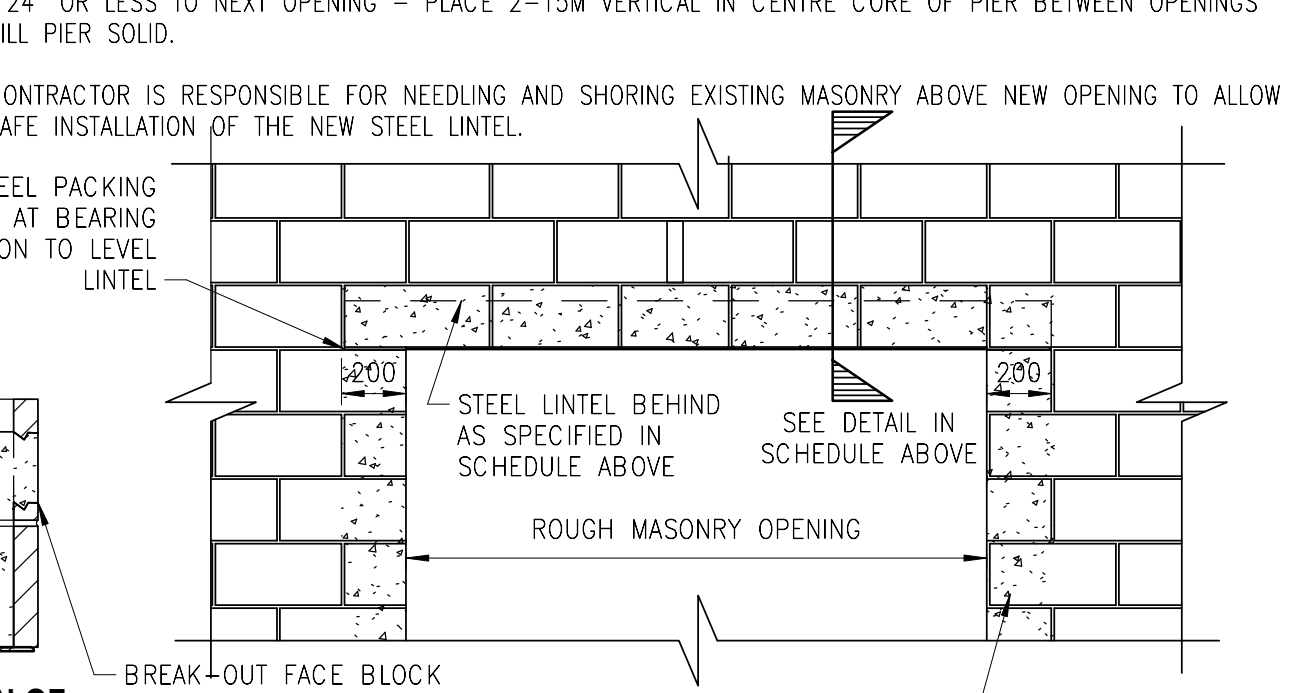 24" OR LESS TO NEXT OPENING – PLACE 2-15M VERTICAL IN CENTRE CORE OF PIER BETWEEN OPENINGS
ILL PIER SOLID.
ONTRACTOR IS RESPONSIBLE FOR NEEDLING AND SHORING EXISTING MASONRY ABOVE NEW OPENING TO ALLOW
AFE INSTALLATION OF THE NEW STEEL LINTEL.
EEL PACKING
AT BEARING
ON TO LEVEL
LINTEL
200
200
STEEL LINTEL BEHIND
AS SPECIFIED IN
SCHEDULE ABOVE
SEE DETAIL IN
SCHEDULE ABOVE
ROUGH MASONRY OPENING
BREAK-OUT FACE BLOCK